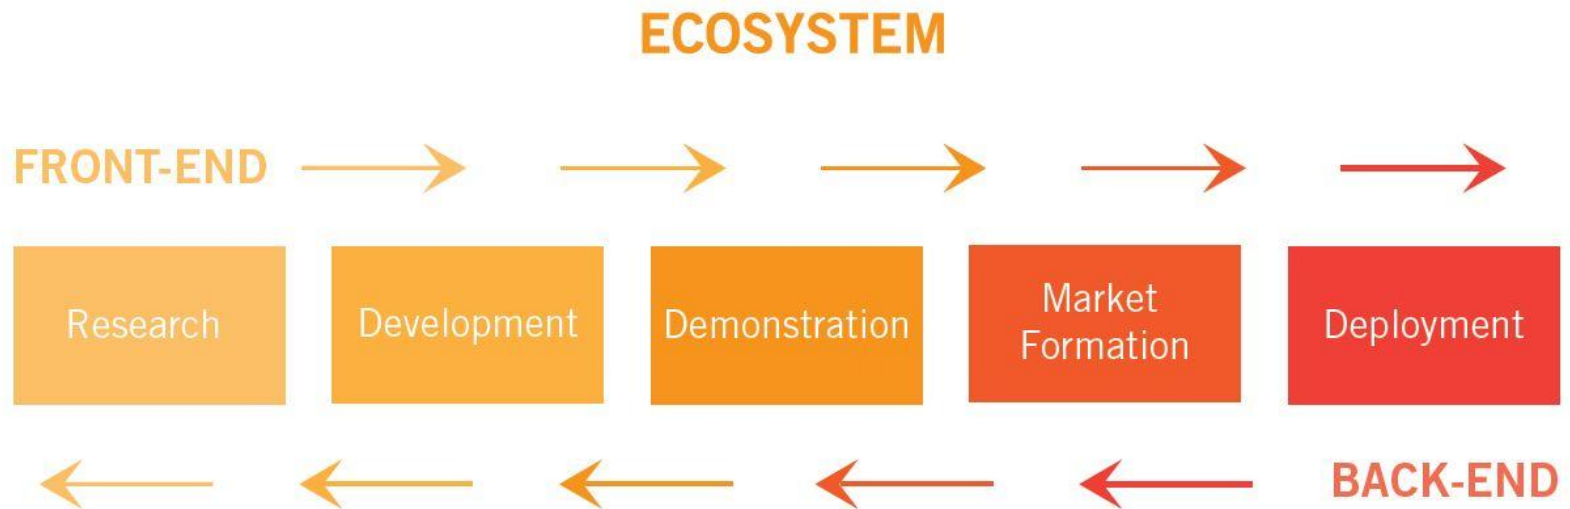 ECOSYSTEM
FRONT-END
Research
Development
Demonstration
Market
Formation
Deployment
BACK-END